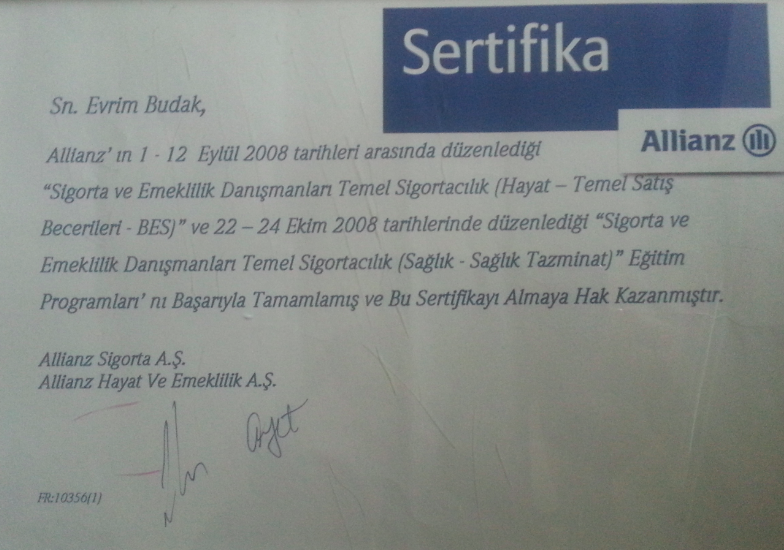 Sertifika
Allianz
Sn. Evrim Budak,
Allianz' ın 1 - 12 Eylül 2008 tarihleri arasında düzenlediği
"Sigorta ve Emeklilik Danışmanları Temel Sigortacılık (Hayat – Temel Satış
Becerileri - BES)" ve 22 – 24 Ekim 2008 tarihlerinde düzenlediği "Sigorta ve
Emeklilik Danışmanları Temel Sigortacılık (Sağlık - Sağlık Tazminat)" Eğitim
Programları' nı Başarıyla Tamamlamış ve Bu Sertifikayı Almaya Hak Kazanmıştır.
Allianz Sigorta A.Ş.
Allianz Hayat Ve Emeklilik A.Ş.
FR:10356(1)